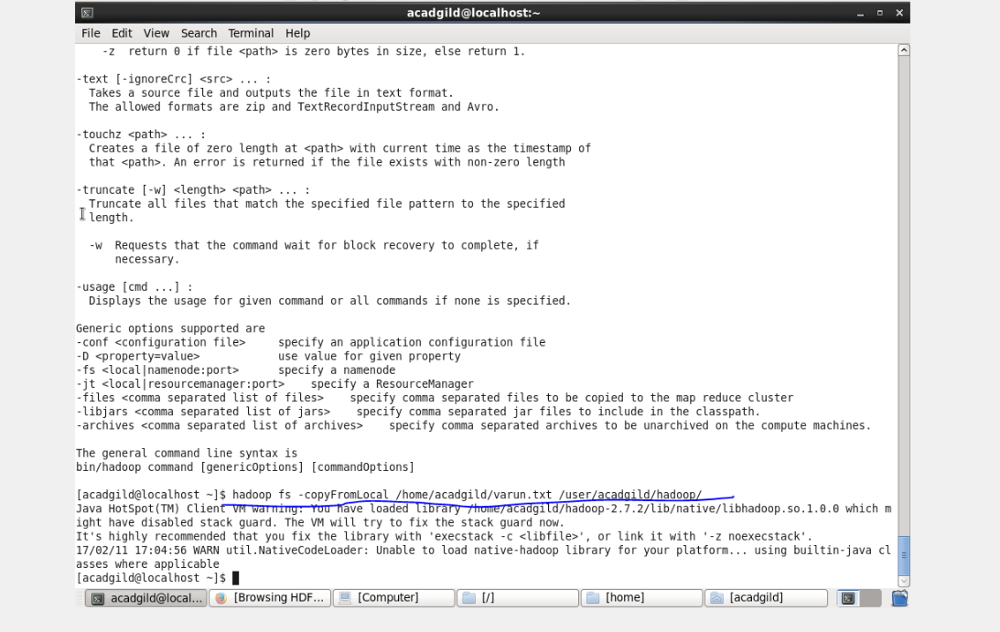 acadgild@localhost:~
File Edit View Search Terminal Help
-z return 0 if file <path> is zero bytes in size, else return 1.
-text [-ignoreCrc] <src> ... :
Takes a source file and outputs the file in text format.
The allowed formats are zip and TextRecordInputStream and Avro.
-touchz <path> ... :
Creates a file of zero length at <path> with current time as the timestamp of
that <path>. An error is returned if the file exists with non-zero length
-truncate [-w] <length> <path> ... :
Truncate all files that match the specified file pattern to the specified
length.
-w Requests that the command wait for block recovery to complete, if
necessary.
-usage [cmd ...] :
Displays the usage for given command or all commands if none is specified.
Generic options supported are
-conf <configuration file> specify an application configuration file
-D <property=value> use value for given property
-fs <local|namenode:port> specify a namenode
-jt <local|resourcemanager:port> specify a ResourceManager
-files <comma separated list of files> specify comma separated files to be copied to the map reduce cluster
-libjars <comma separated list of jars> specify comma separated jar files to include in the classpath.
-archives <comma separated list of archives> specify comma separated archives to be unarchived on the compute machines.
The general command line syntax is
bin/hadoop command [genericOptions] [commandOptions]
[acadgild@localhost ~]$ hadoop fs -copyFromLocal /home/acadgild/varun.txt /user/acadgild/hadoop/
Java HotSpot(TM) Client VM warning: You have loaded library /home/acadgild/hadoop-2.7.2/lib/native/libhadoop.so.1.0.0 which m
ight have disabled stack guard. The VM will try to fix the stack guard now.
It's highly recommended that you fix the library with 'execstack -c <libfile>', or link it with '-z noexecstack'.
17/02/11 17:04:56 WARN util.NativeCodeLoader: Unable to load native-hadoop library for your platform... using builtin-java cl
asses where applicable
[acadgild@localhost ~]$
acadgild@local... [Browsing HDF... [Computer] [/] [home] [acadgild]